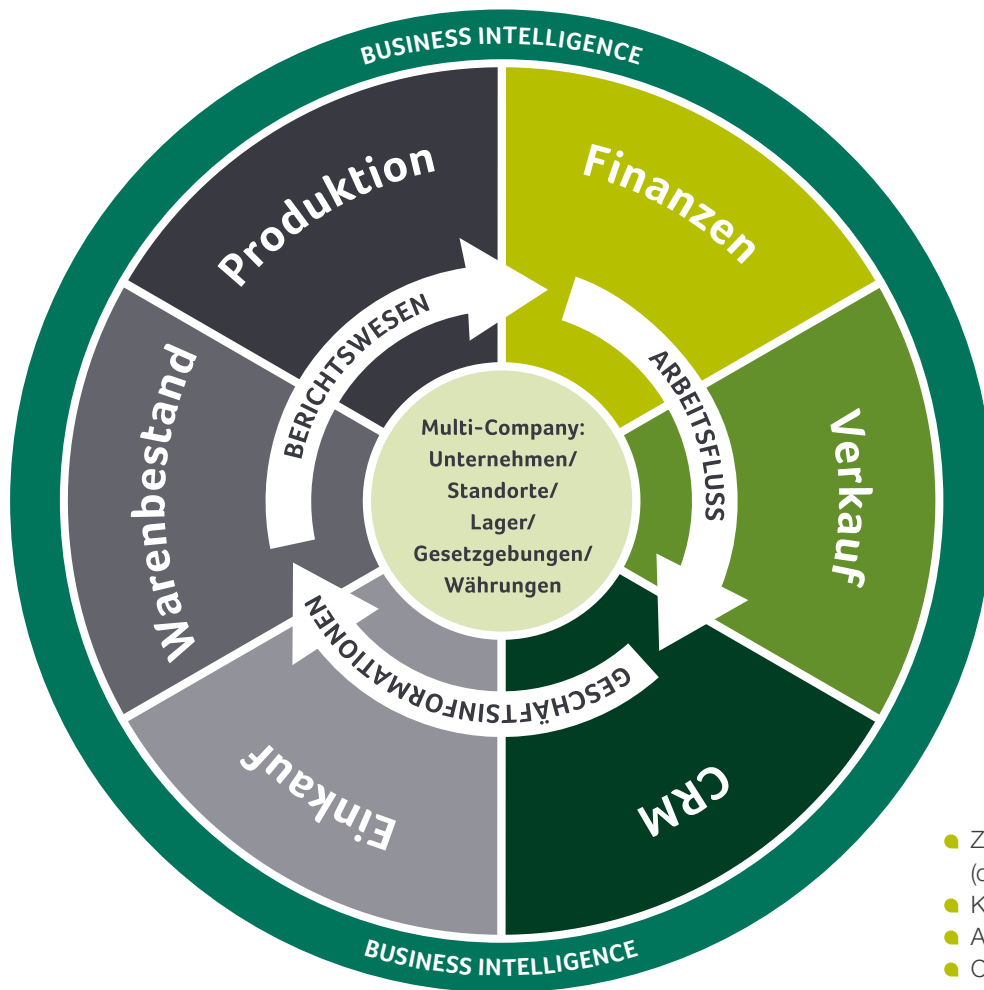 BUSINESS INTELLIGENCE
Produktion
Finanzen
BERICHTSWESEN
ARBEITSFLUSS
Warenbestand
Verkauf
Multi-Company:
Unternehmen/
Standorte/
Lager/
Gesetzgebungen/
Währungen
GESCHÄFTSINFORMATIONEN
Einkauf
CRM
BUSINESS INTELLIGENCE